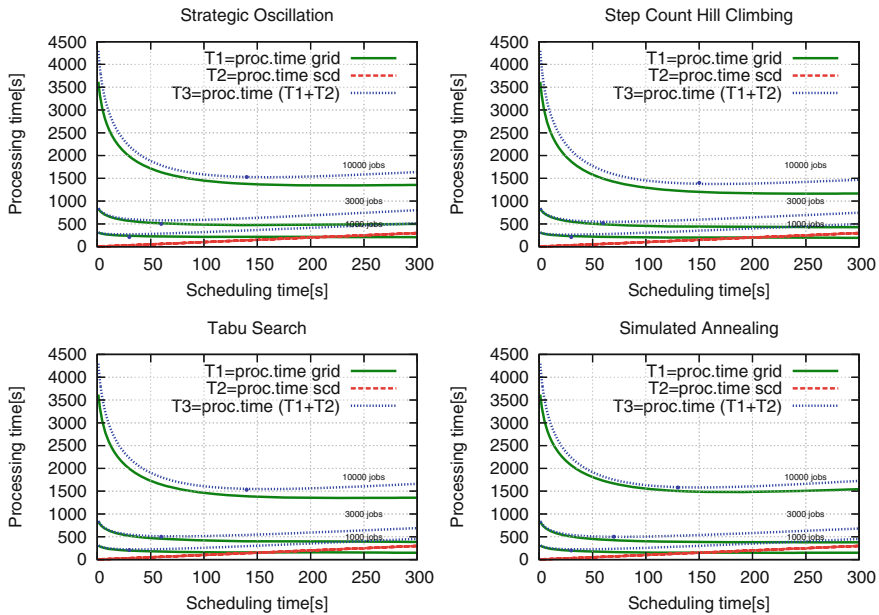 Strategic Oscillation
Processing time[s]
4500
4000
3500
3000
2500
2000
1500
1000
500
0
T1=proc.time grid
T2=proc.time scd
T3=proc.time (T1+T2)
10000 jobs
3000 jobs
1000 jobs
0 50 100 150 200 250 300
Scheduling time[s]
Step Count Hill Climbing
Processing time[s]
4500
4000
3500
3000
2500
2000
1500
1000
500
0
T1=proc.time grid
T2=proc.time scd
T3=proc.time (T1+T2)
10000 jobs
3000 jobs
1000 jobs
0 50 100 150 200 250 300
Scheduling time[s]
Tabu Search
Processing time[s]
4500
4000
3500
3000
2500
2000
1500
1000
500
0
T1=proc.time grid
T2=proc.time scd
T3=proc.time (T1+T2)
10000 jobs
3000 jobs
1000 jobs
0 50 100 150 200 250 300
Scheduling time[s]
Simulated Annealing
Processing time[s]
4500
4000
3500
3000
2500
2000
1500
1000
500
0
T1=proc.time grid
T2=proc.time scd
T3=proc.time (T1+T2)
10000 jobs
3000 jobs
1000 jobs
0 50 100 150 200 250 300
Scheduling time[s]